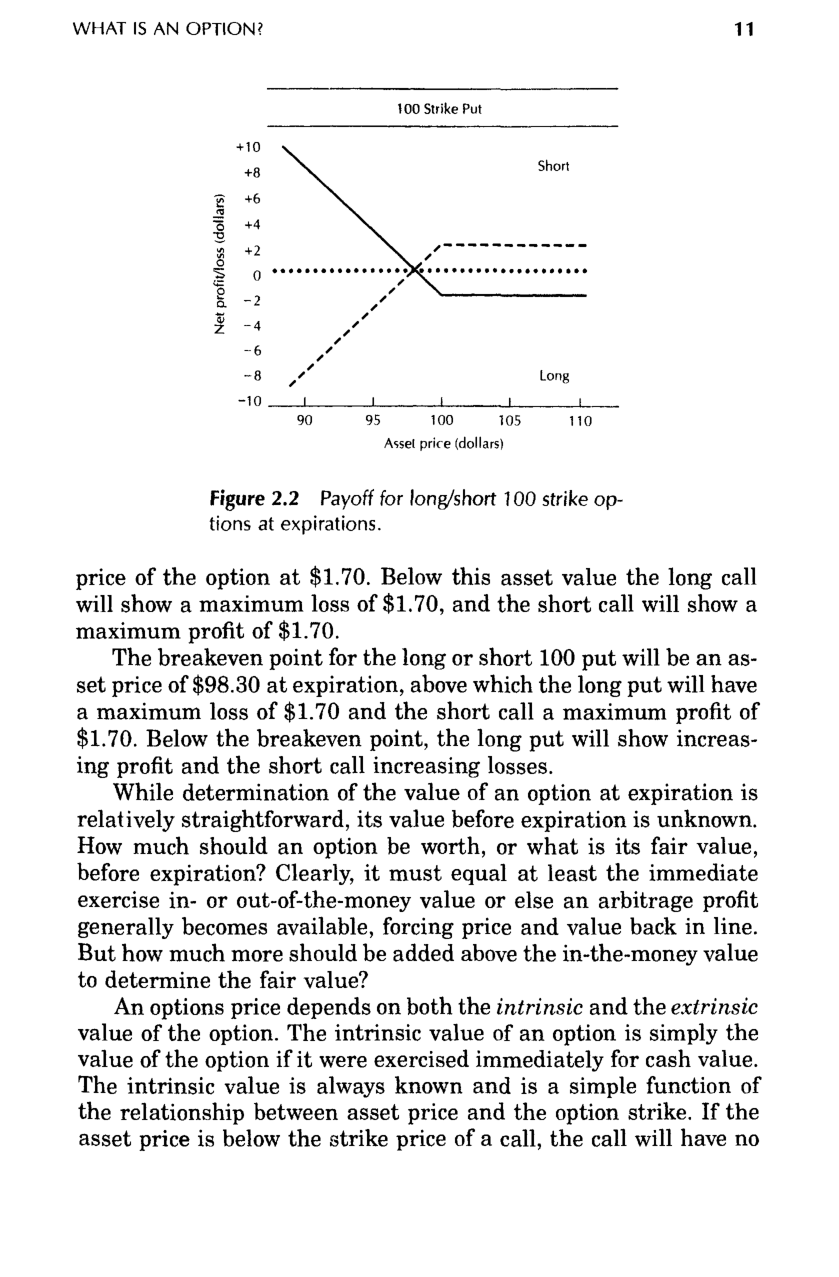 WHAT IS AN OPTION? 11
100 Strike Put
+10
+8
Short
+6
+4
+2
0
-2
-4
-6
-8
Long
-10
Net profit/loss (dollars)
90 95 100 105 110
Asset price (dollars)
Figure 2.2 Payoff for long/short 100 strike op-
tions at expirations.
price of the option at $1.70. Below this asset value the long call
will show a maximum loss of $1.70, and the short call will show a
maximum profit of $1.70.
The breakeven point for the long or short 100 put will be an as-
set price of $98.30 at expiration, above which the long put will have
a maximum loss of $1.70 and the short call a maximum profit of
$1.70. Below the breakeven point, the long put will show increas-
ing profit and the short call increasing losses.
While determination of the value of an option at expiration is
relatively straightforward, its value before expiration is unknown.
How much should an option be worth, or what is its fair value,
before expiration? Clearly, it must equal at least the immediate
exercise in- or out-of-the-money value or else an arbitrage profit
generally becomes available, forcing price and value back in line.
But how much more should be added above the in-the-money value
to determine the fair value?
An options price depends on both the intrinsic and the extrinsic
value of the option. The intrinsic value of an option is simply the
value of the option if it were exercised immediately for cash value.
The intrinsic value is always known and is a simple function of
the relationship between asset price and the option strike. If the
asset price is below the strike price of a call, the call will have no